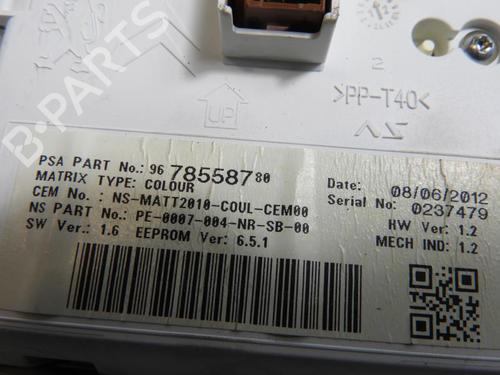 B-PARTS
2
>PP-T40<
UP
PSA PART No.: 96 785587 80
MATRIX TYPE: COLOUR
CEM No.: NS-MATT2010-COUL-CEM00
NS PART No.: PE-0007-004-NR-SB-00
SW Ver.: 1.6 EEPROM Ver: 6.5.1
Date: 08/06/2012
Serial No: 0237479
HW Ver: 1.2
MECH IND: 1.2